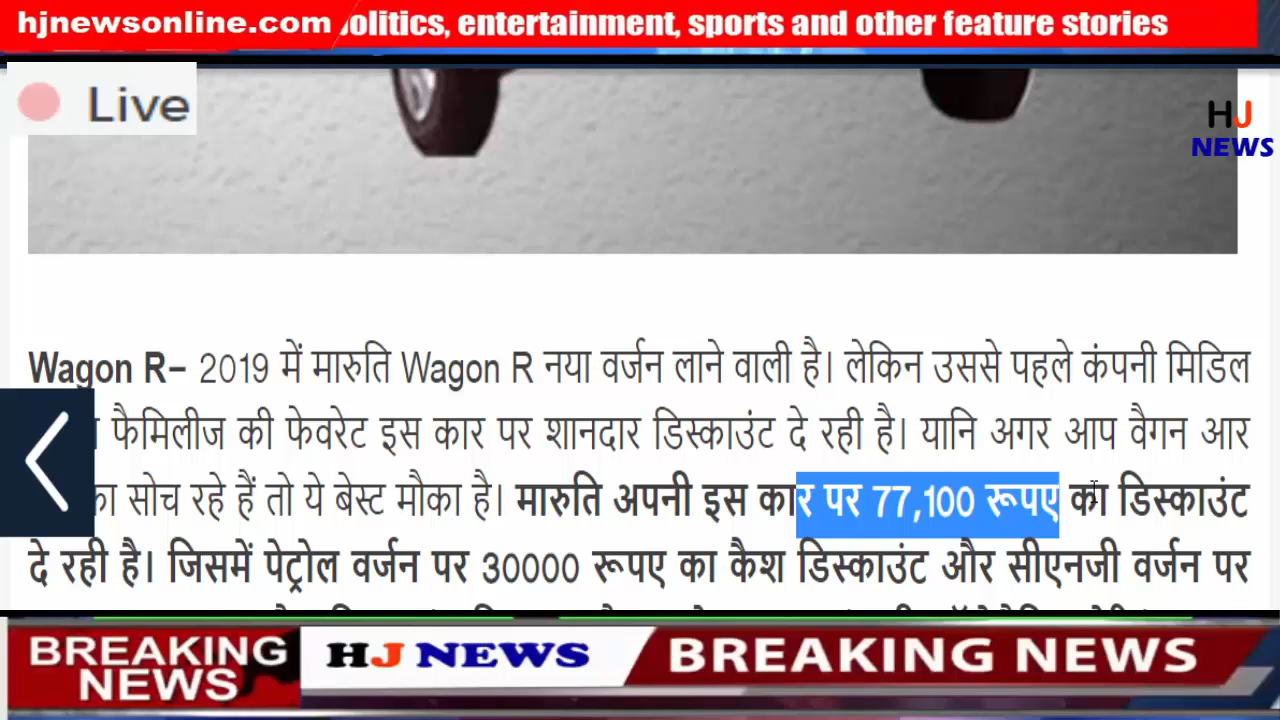 hjnewsonline.com
olitics, entertainment, sports and other feature stories
Live
HJ
NEWS
Wagon R– 2019 में मारुति Wagon R नया वर्जन लाने वाली है। लेकिन उससे पहले कंपनी मिडिल
फैमिलीज की फेवरेट इस कार पर शानदार डिस्काउंट दे रही है। यानि अगर आप वैगन आर
का सोच रहे हैं तो ये बेस्ट मौका है। मारुति अपनी इस कार पर 77,100 रूपए का डिस्काउंट
दे रही है। जिसमें पेट्रोल वर्जन पर 30000 रूपए का कैश डिस्काउंट और सीएनजी वर्जन पर
BREAKING
NEWS
HJ NEWS
BREAKING NEWS